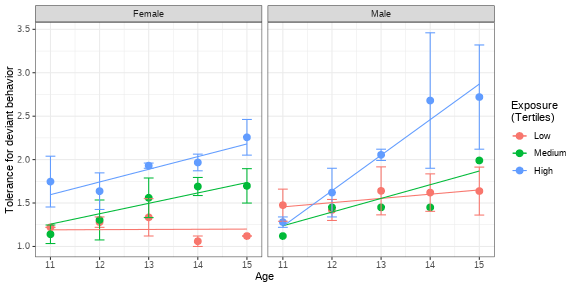 Female
Male
3.5
3.0
2.5
2.0
1.5
1.0
Tolerance for deviant behavior
11
12
13
14
15
11
12
13
14
15
Age
Exposure
(Tertiles)
Low
Medium
High